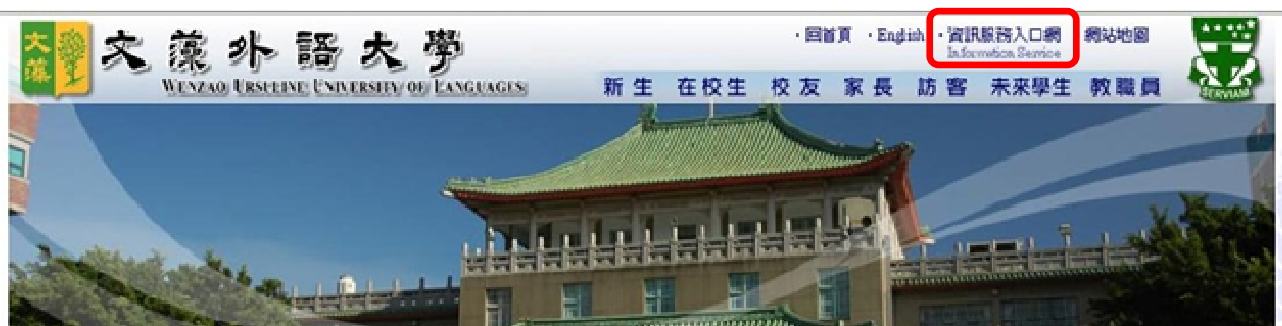 大
藻
文藻外語大學
WENZAO URSULINE UNIVERSITY OF LANGUAGES
・回首頁 ・English ・資訊服務入口網 網站地圖
Information Service
新生 在校生 校友 家長 訪客 未來學生 教職員
SERVIAM